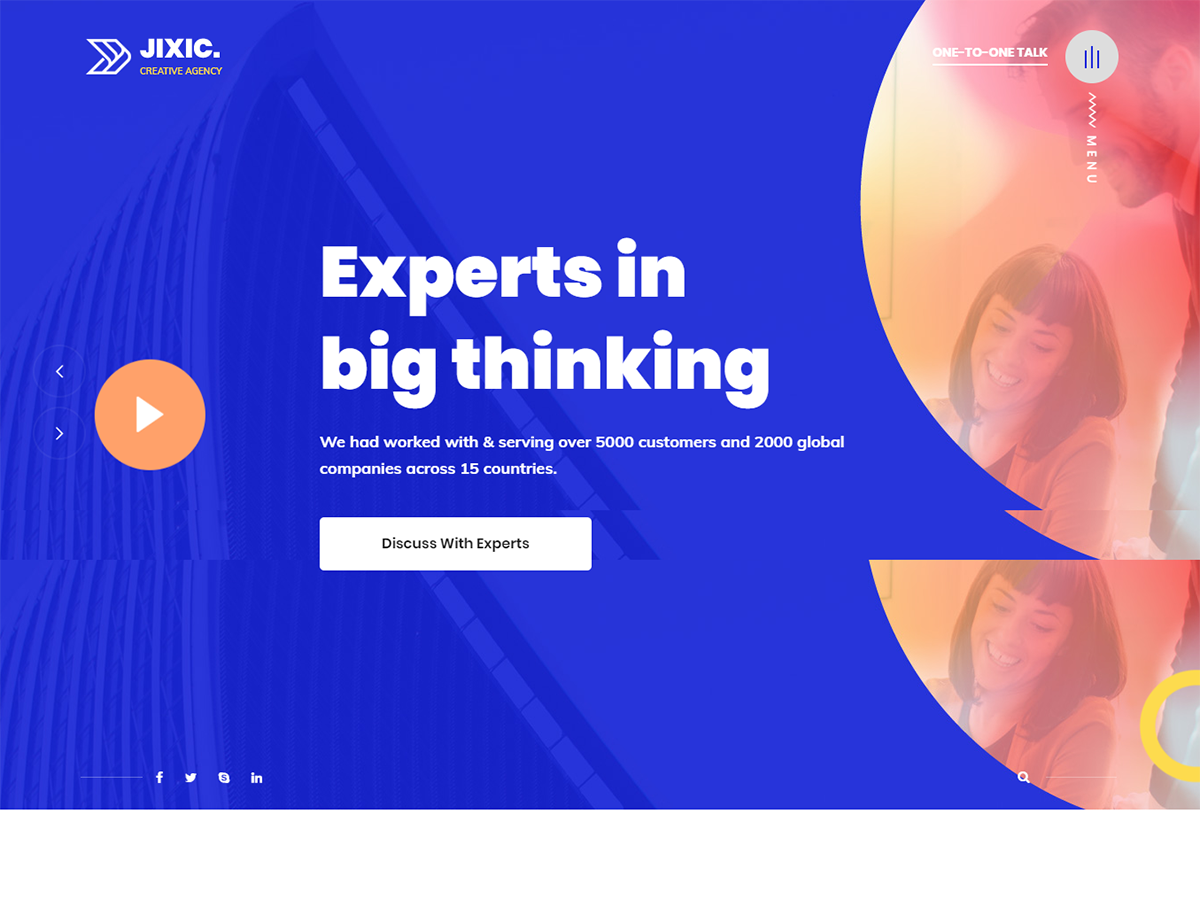 JIXIC.
CREATIVE AGENCY
ONE-TO-ONE TALK
MENU
Experts in
big thinking
We had worked with & serving over 5000 customers and 2000 global
companies across 15 countries.
Discuss With Experts